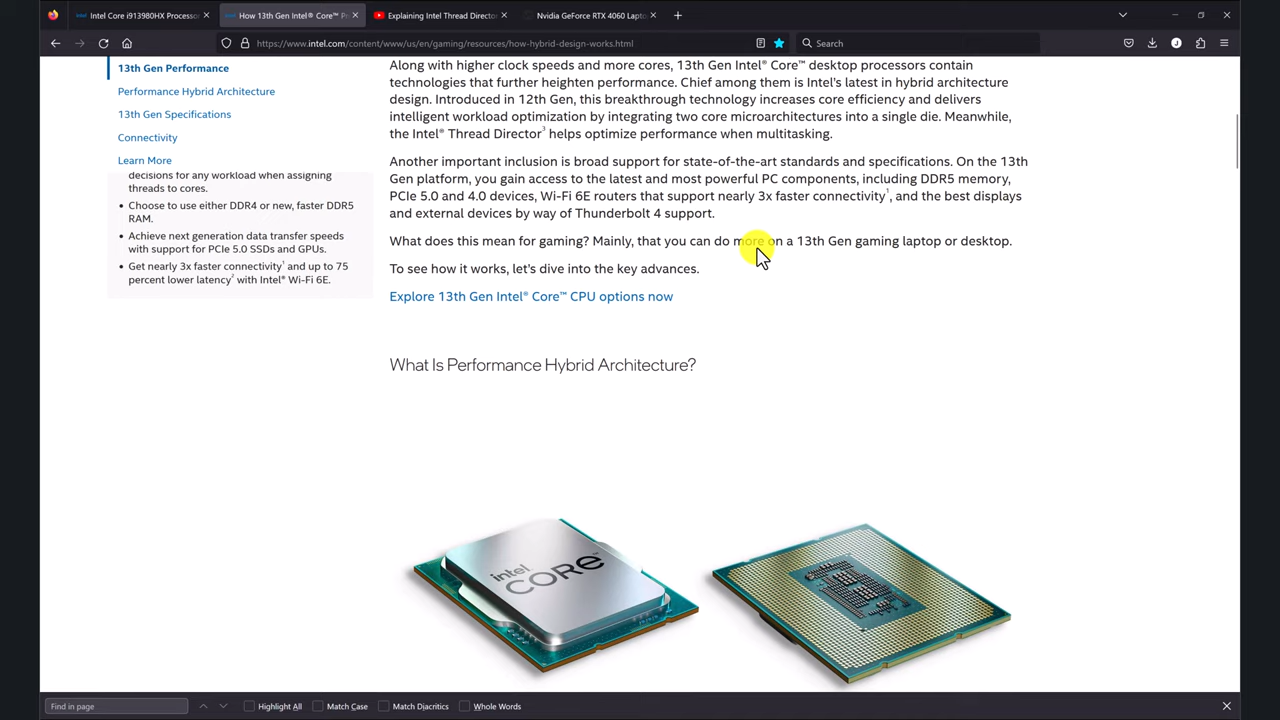 Intel Core i913980HX Processor
How 13th Gen Intel® Core™ P
Explaining Intel Thread Director
Nvidia GeForce RTX 4060 Lapto
https://www.intel.com/content/www/us/en/gaming/resources/how-hybrid-design-works.html
Search
13th Gen Performance
Performance Hybrid Architecture
13th Gen Specifications
Connectivity
Learn More
decisions for any workload when assigning
threads to cores.
• Choose to use either DDR4 or new, faster DDR5
RAM.
• Achieve next generation data transfer speeds
with support for PCIe 5.0 SSDs and GPUs.
• Get nearly 3x faster connectivity¹ and up to 75
percent lower latency² with Intel® Wi-Fi 6E.
Along with higher clock speeds and more cores, 13th Gen Intel® Core™ desktop processors contain
technologies that further heighten performance. Chief among them is Intel’s latest in hybrid architecture
design. Introduced in 12th Gen, this breakthrough technology increases core efficiency and delivers
intelligent workload optimization by integrating two core microarchitectures into a single die. Meanwhile,
the Intel® Thread Director³ helps optimize performance when multitasking.
Another important inclusion is broad support for state-of-the-art standards and specifications. On the 13th
Gen platform, you gain access to the latest and most powerful PC components, including DDR5 memory,
PCIe 5.0 and 4.0 devices, Wi-Fi 6E routers that support nearly 3x faster connectivity¹, and the best displays
and external devices by way of Thunderbolt 4 support.
What does this mean for gaming? Mainly, that you can do more on a 13th Gen gaming laptop or desktop.
To see how it works, let’s dive into the key advances.
Explore 13th Gen Intel® Core™ CPU options now
What Is Performance Hybrid Architecture?
intel
CORE™
Find in page
Highlight All
Match Case
Match Diacritics
Whole Words